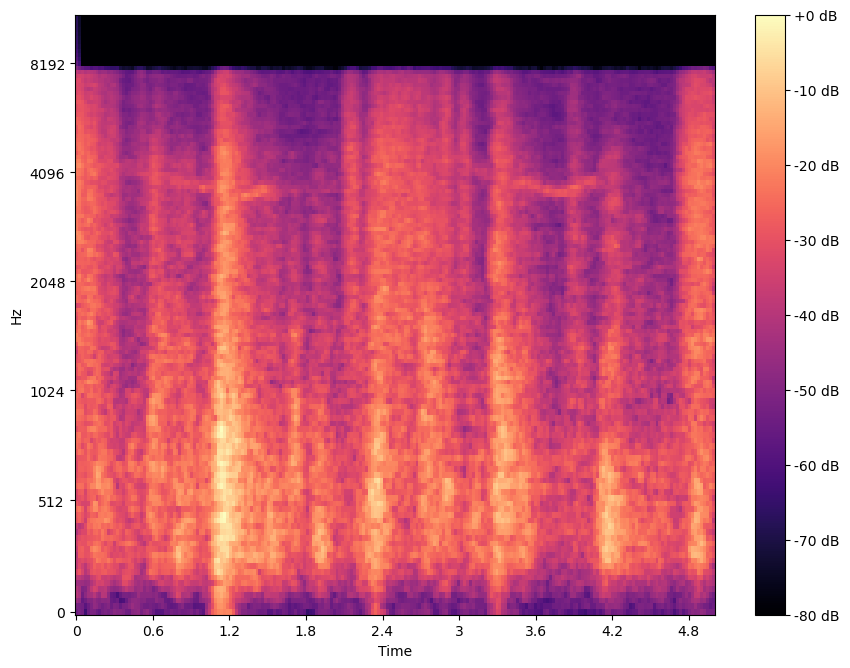 +0 dB
8192
-10 dB
4096
-20 dB
-30 dB
2048
Hz
-40 dB
1024
-50 dB
512
-60 dB
-70 dB
0
-80 dB
0 0.6 1.2 1.8 2.4 3 3.6 4.2 4.8
Time